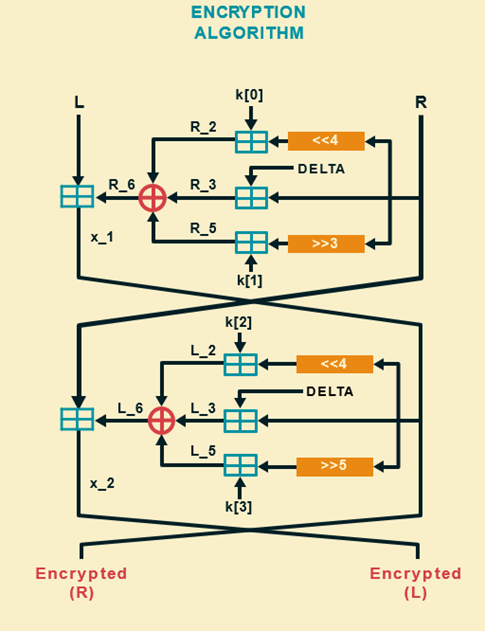 ENCRYPTION
ALGORITHM
L
R
k[0]
R_2
<<4
DELTA
R_6
R_3
R_5
>>3
x_1
k[1]
k[2]
L_2
<<4
DELTA
L_6
L_3
L_5
>>5
x_2
k[3]
Encrypted
(R)
Encrypted
(L)